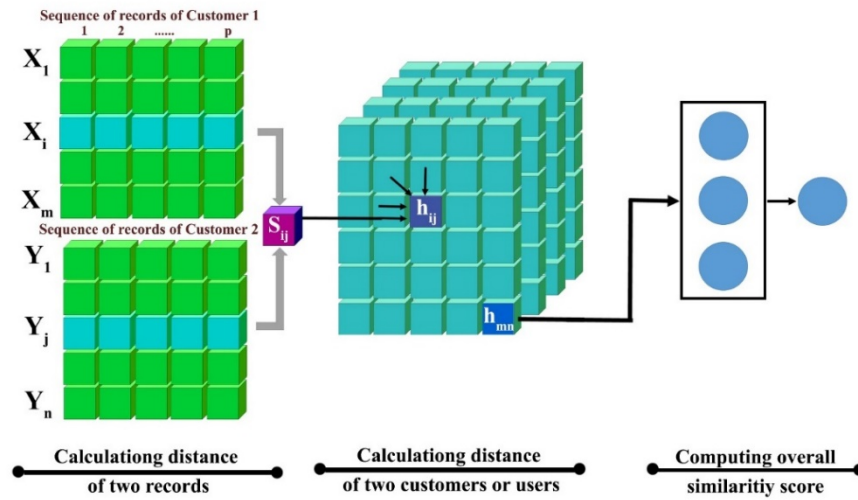 Sequence of records of Customer 1
1 2 ...... p
X1
Xi
Xm
Sequence of records of Customer 2
Y1
Yj
Yn
Sij
hij
hmn
Calculationg distance
of two records
Calculationg distance
of two customers or users
Computing overall
similaritiy score